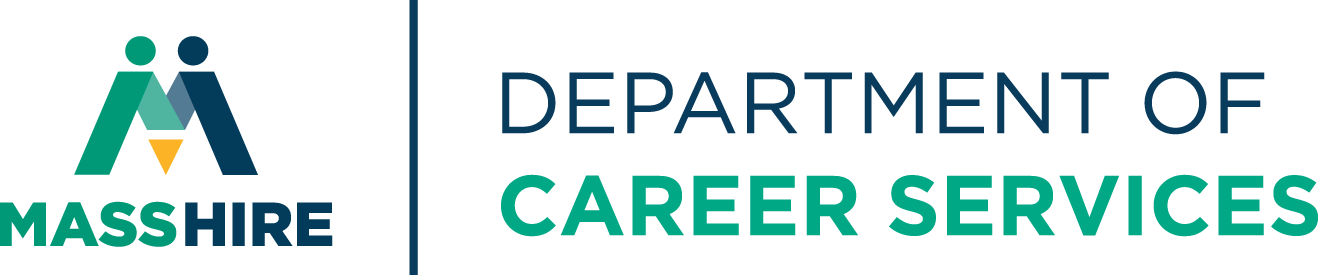 MASSHIRE
DEPARTMENT OF
CAREER SERVICES